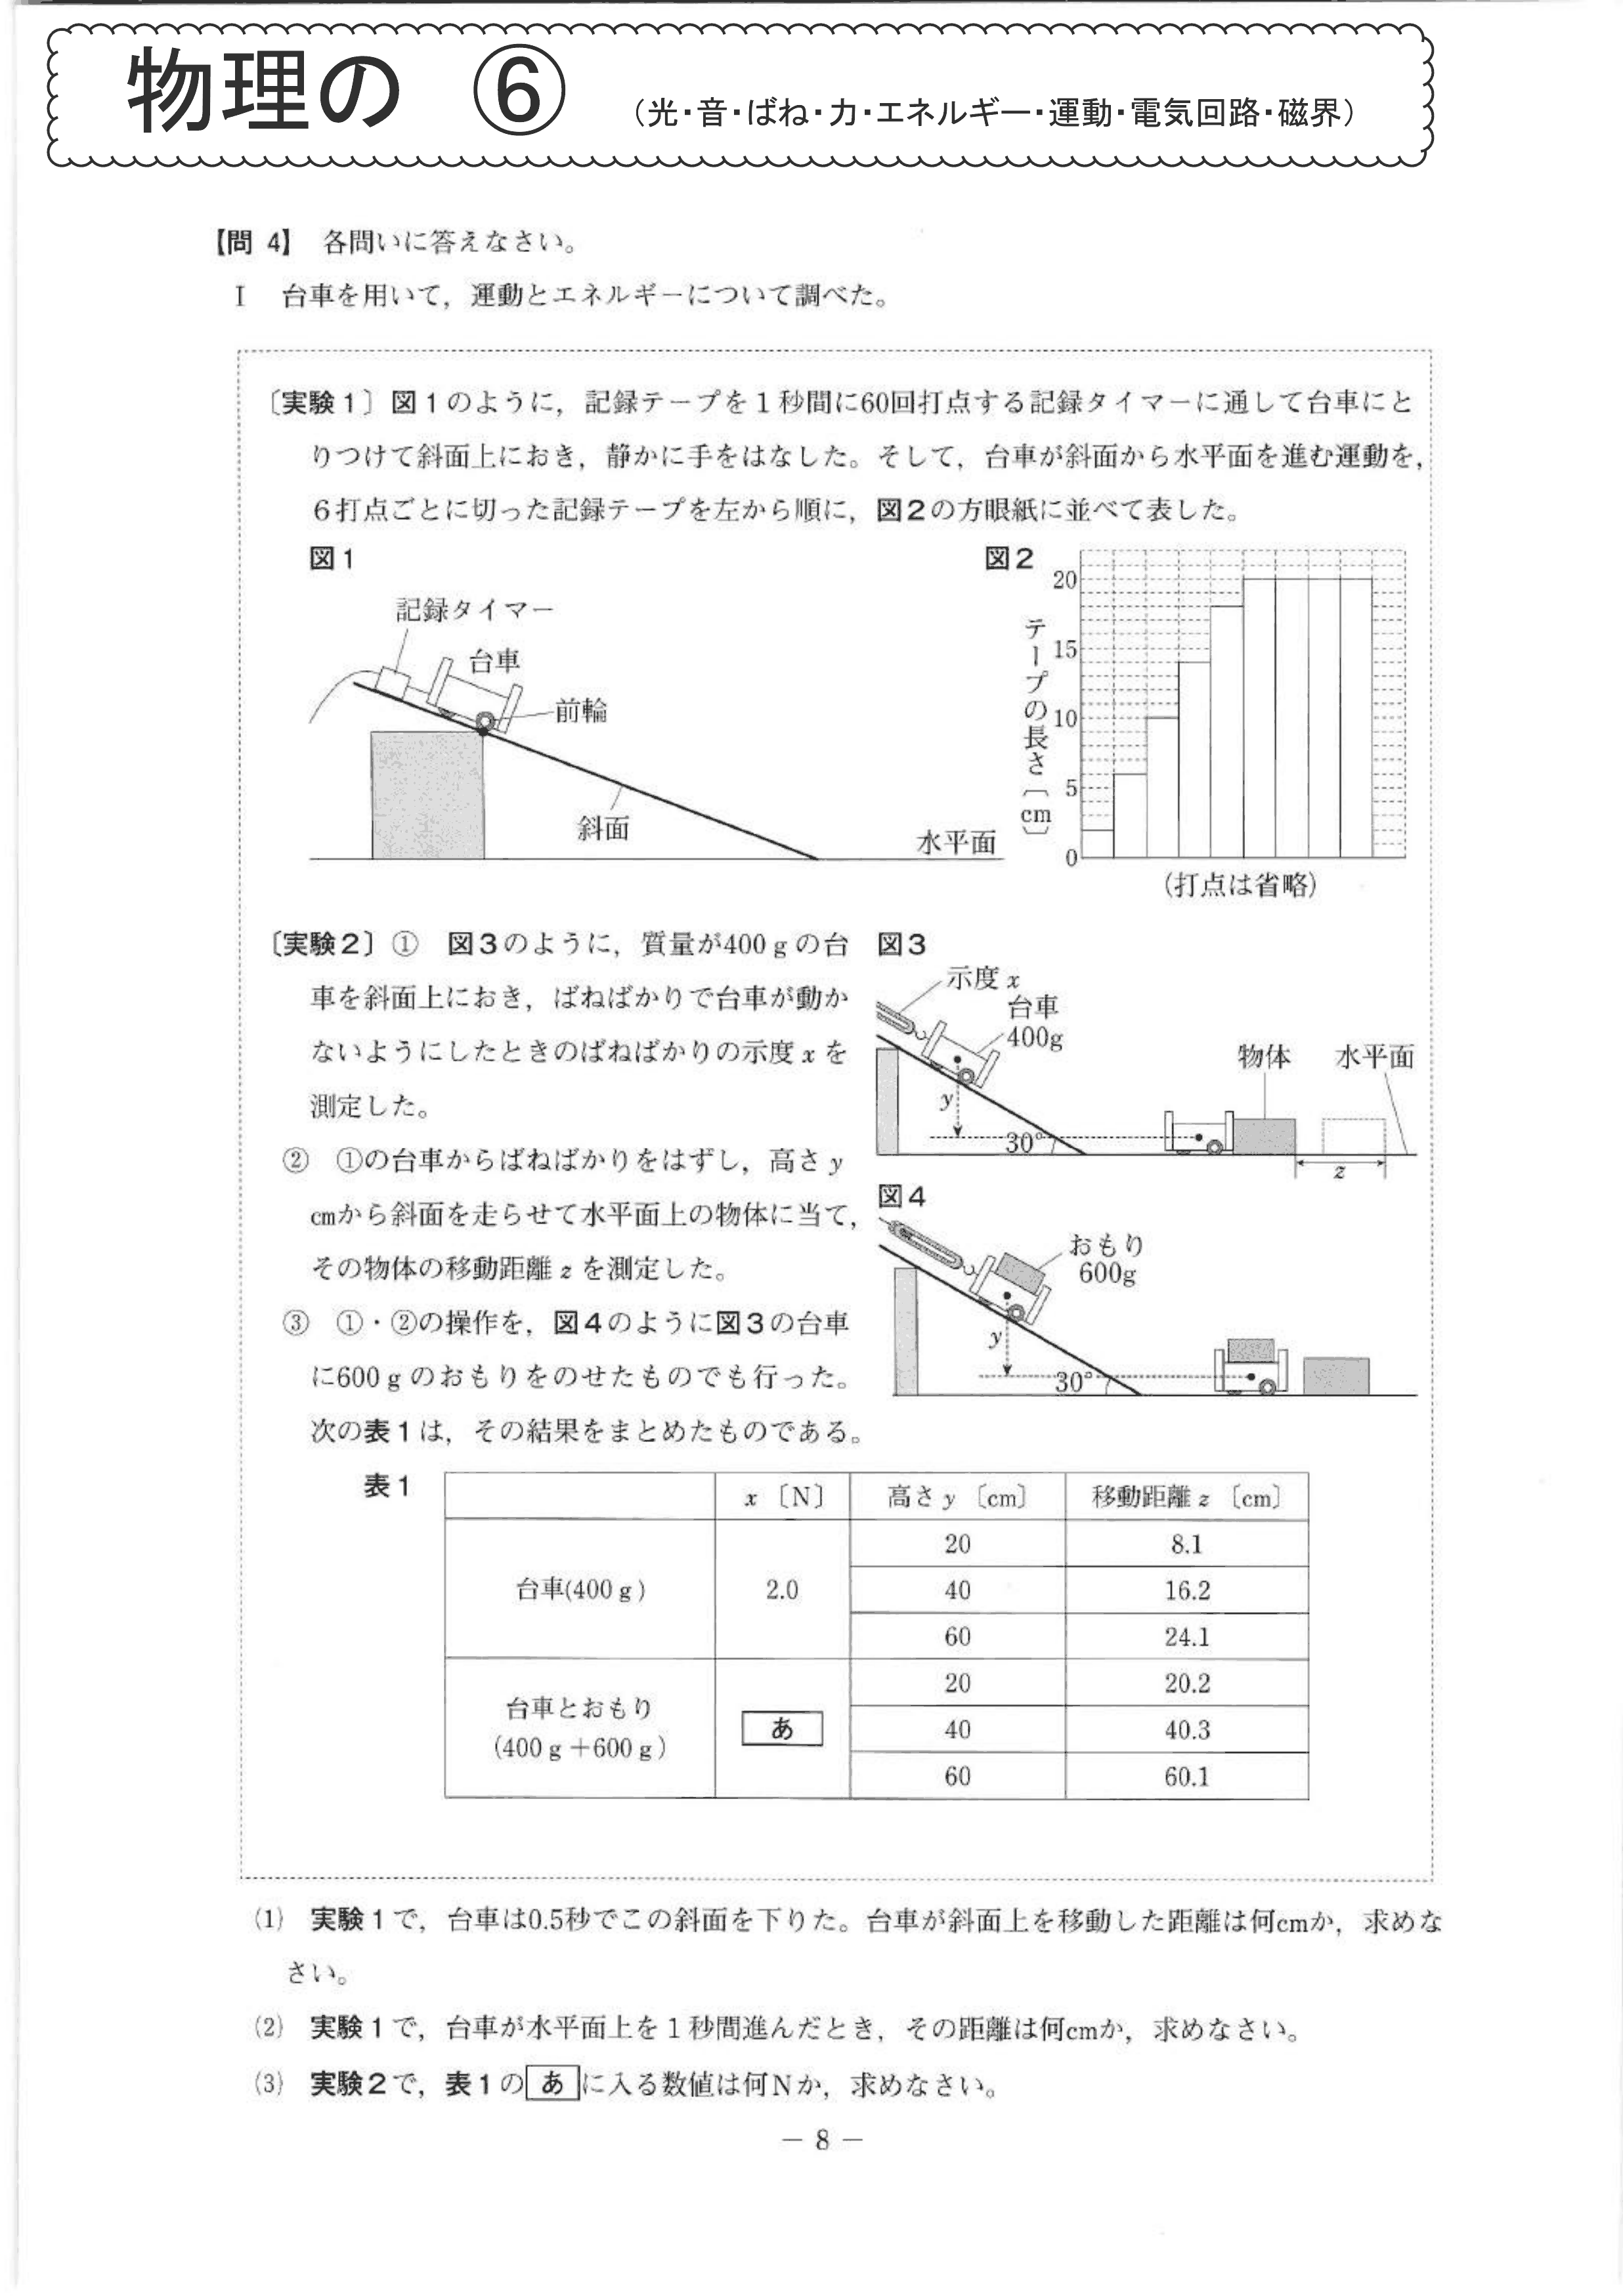 物理の ⑥ （光・音・ばね・力・エネルギー・運動・電気回路・磁界）
【問 4】 各問いに答えなさい。
Ⅰ 台車を用いて，運動とエネルギーについて調べた。
〔実験１〕図１のように，記録テープを１秒間に60回打点する記録タイマーに通して台車にと
りつけて斜面上におき，静かに手をはなした。そして，台車が斜面から水平面を進む運動を，
６打点ごとに切った記録テープを左から順に，図２の方眼紙に並べて表した。
図１
記録タイマー
台車
前輪
斜面
水平面
図２
テープの長さ〔cm〕
20
15
10
5
0
（打点は省略）
〔実験２〕① 図３のように，質量が400 g の台
車を斜面上におき，ばねばかりで台車が動か
ないようにしたときのばねばかりの示度 x を
測定した。
② ①の台車からばねばかりをはずし，高さ y
cmから斜面を走らせて水平面上の物体に当て，
その物体の移動距離 z を測定した。
③ ①・②の操作を，図４のように図３の台車
に600 g のおもりをのせたものでも行った。
次の表１は，その結果をまとめたものである。
図３
示度 x
台車
400g
物体 水平面
y
30°
z
図４
おもり
600g
y
30°
表１
x 〔N〕 高さ y 〔cm〕 移動距離 z 〔cm〕
台車(400 g ) 2.0
20 8.1
40 16.2
60 24.1
台車とおもり
(400 g ＋600 g ) あ
20 20.2
40 40.3
60 60.1
⑴ 実験１で，台車は0.5秒でこの斜面を下りた。台車が斜面上を移動した距離は何cmか，求めな
さい。
⑵ 実験１で，台車が水平面上を１秒間進んだとき，その距離は何cmか，求めなさい。
⑶ 実験２で，表１の あ に入る数値は何Nか，求めなさい。
－ 8 －